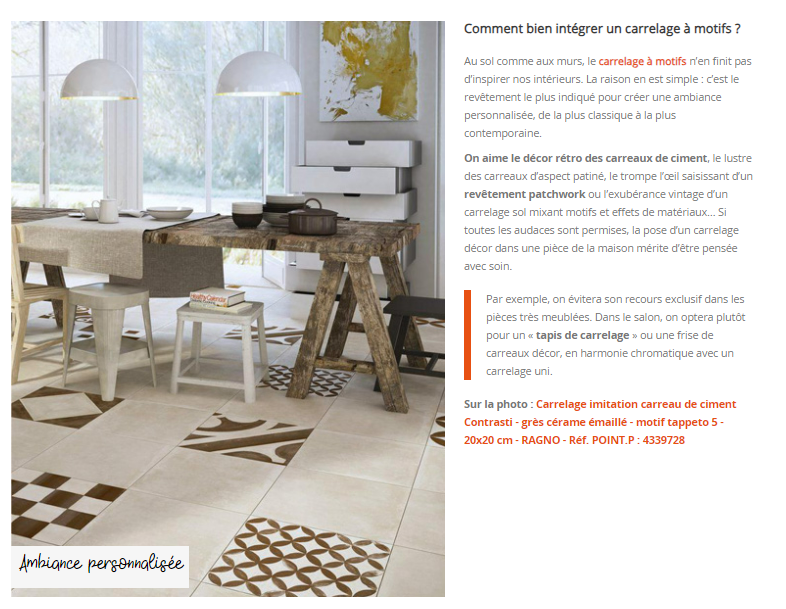 Comment bien intégrer un carrelage à motifs ?
Au sol comme aux murs, le carrelage à motifs n'en finit pas
d'inspirer nos intérieurs. La raison en est simple : c'est le
revêtement le plus indiqué pour créer une ambiance
personnalisée, de la plus classique à la plus
contemporaine.
On aime le décor rétro des carreaux de ciment, le lustre
des carreaux d'aspect patiné, le trompe l'œil saisissant d'un
revêtement patchwork ou l'exubérance vintage d'un
carrelage sol mixant motifs et effets de matériaux... Si
toutes les audaces sont permises, la pose d'un carrelage
décor dans une pièce de la maison mérite d'être pensée
avec soin.
Par exemple, on évitera son recours exclusif dans les
pièces très meublées. Dans le salon, on optera plutôt
pour un « tapis de carrelage » ou une frise de
carreaux décor, en harmonie chromatique avec un
carrelage uni.
Sur la photo : Carrelage imitation carreau de ciment
Contrasti - grès cérame émaillé - motif tappeto 5 -
20x20 cm - RAGNO - Réf. POINT.P : 4339728
Ambiance personnalisée